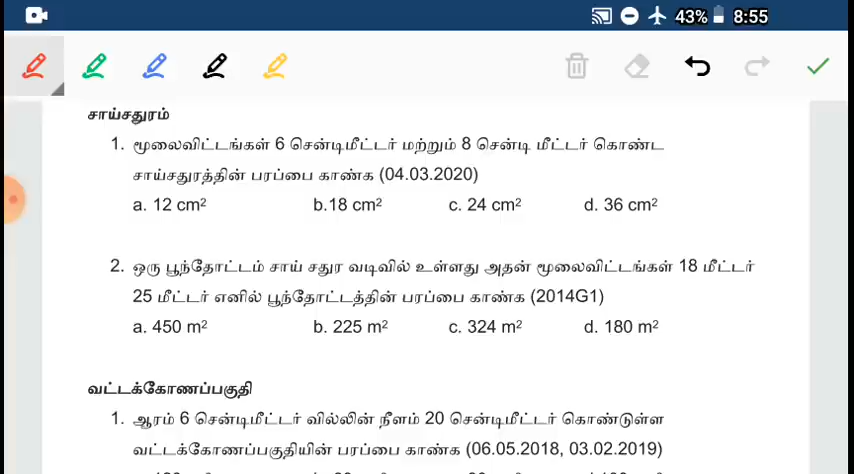 43% 8:55
சாய்சதுரம்
1. மூலைவிட்டங்கள் 6 சென்டிமீட்டர் மற்றும் 8 சென்டி மீட்டர் கொண்ட
சாய்சதுரத்தின் பரப்பை காண்க (04.03.2020)
a. 12 cm² b.18 cm² c. 24 cm² d. 36 cm²
2. ஒரு பூந்தோட்டம் சாய் சதுர வடிவில் உள்ளது அதன் மூலைவிட்டங்கள் 18 மீட்டர்
25 மீட்டர் எனில் பூந்தோட்டத்தின் பரப்பை காண்க (2014G1)
a. 450 m² b. 225 m² c. 324 m² d. 180 m²
வட்டக்கோணப்பகுதி
1. ஆரம் 6 சென்டிமீட்டர் வில்லின் நீளம் 20 சென்டிமீட்டர் கொண்டுள்ள
வட்டக்கோணப்பகுதியின் பரப்பை காண்க (06.05.2018, 03.02.2019)